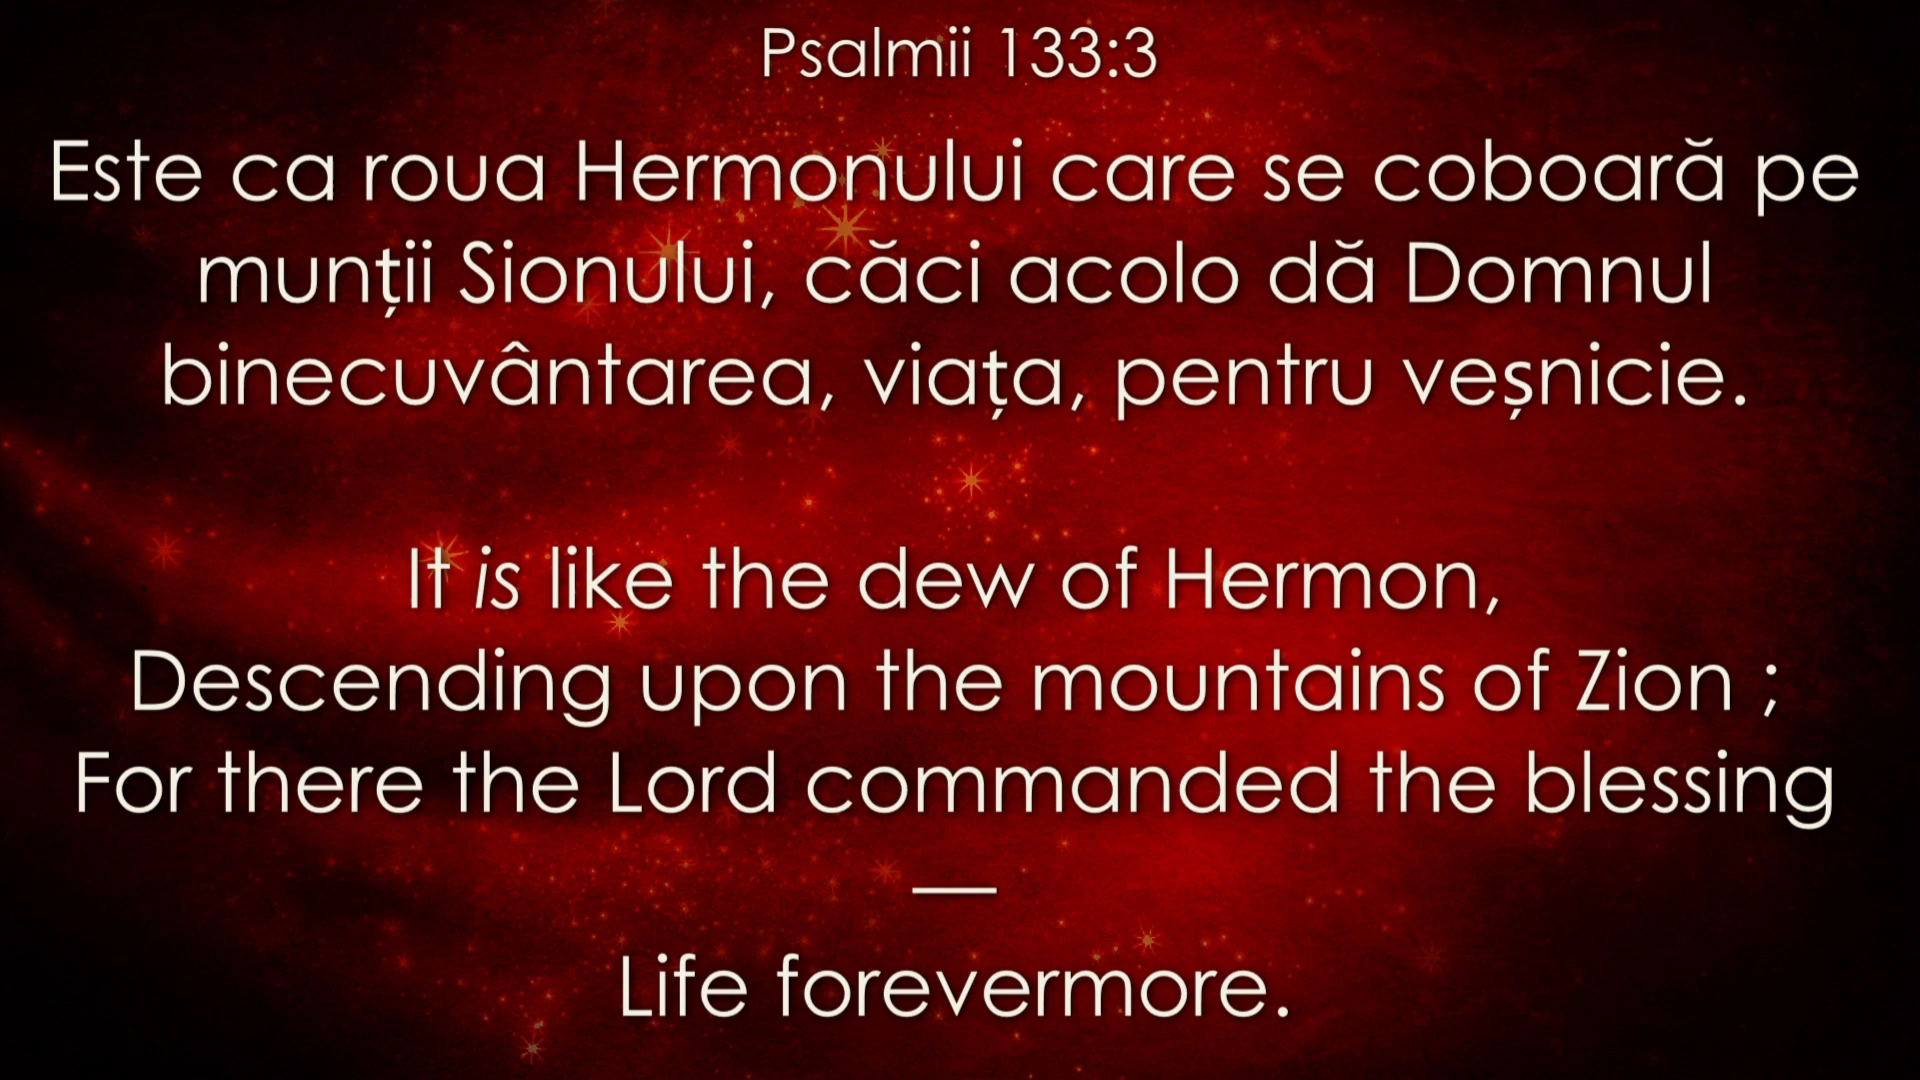 Psalmii 133:3
Este ca roua Hermonului care se coboară pe
munții Sionului, căci acolo dă Domnul
binecuvântarea, viața, pentru veșnicie.
It is like the dew of Hermon,
Descending upon the mountains of Zion ;
For there the Lord commanded the blessing
—
Life forevermore.